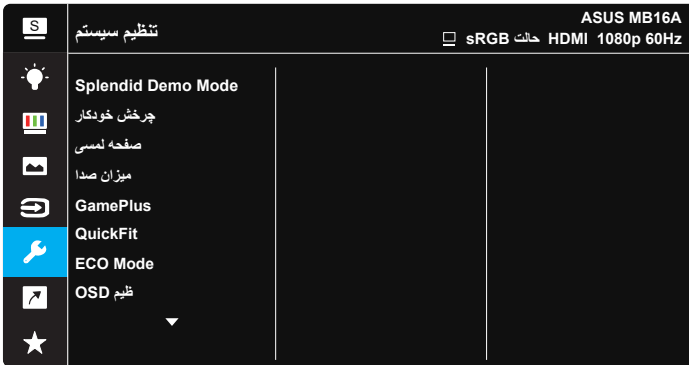 S
تنظیم سیستم
ASUS MB16A
sRGB حالت HDMI 1080p 60Hz
Splendid Demo Mode
چرخش خودکار
صفحه لمسی
میزان صدا
GamePlus
QuickFit
ECO Mode
ظیم OSD